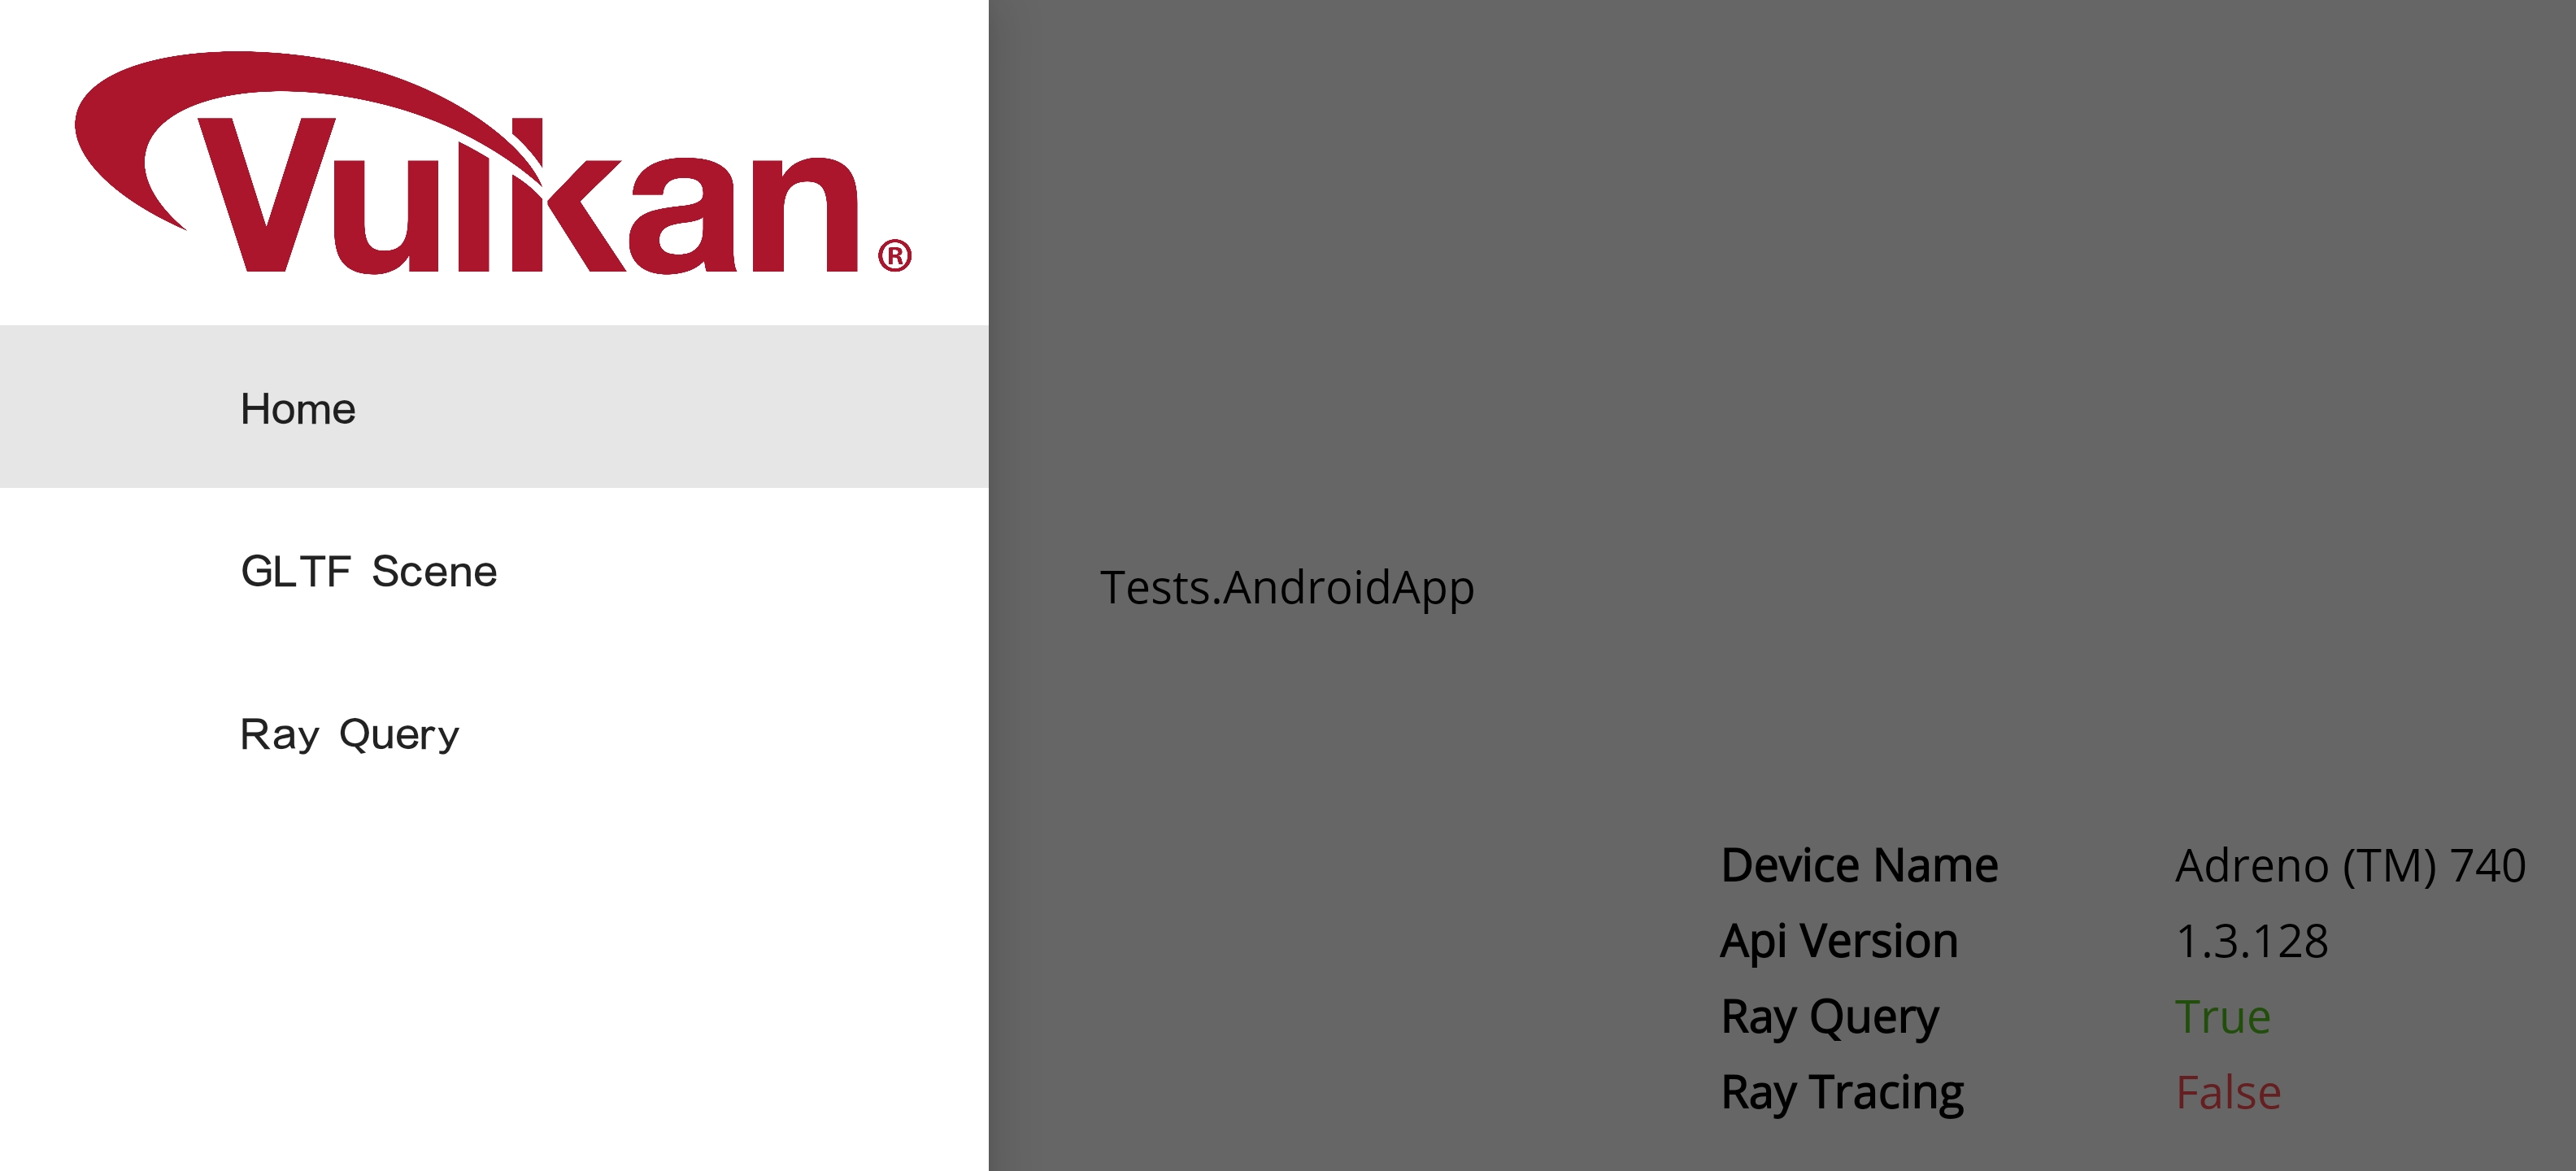 Vulkan®
Home
GLTF Scene
Ray Query
Tests.AndroidApp
Device Name Adreno (TM) 740
Api Version 1.3.128
Ray Query True
Ray Tracing False